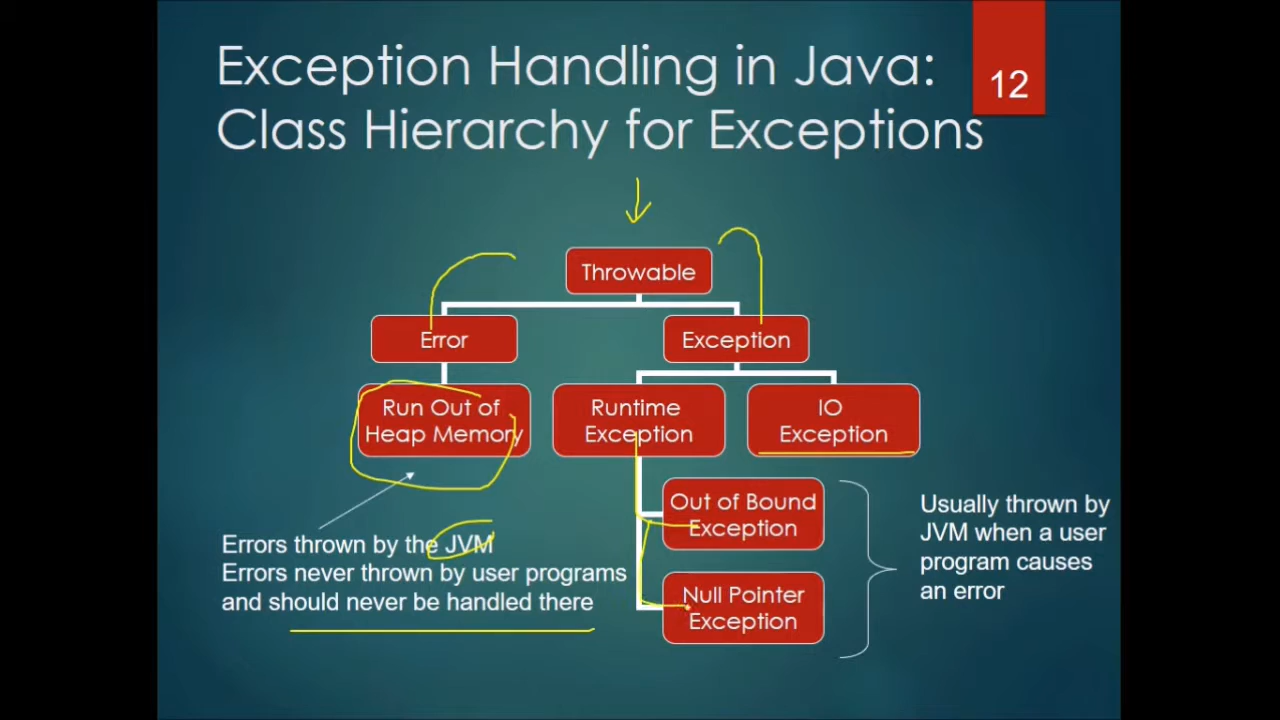 Exception Handling in Java:
Class Hierarchy for Exceptions
12
Throwable
Error
Exception
Run Out of
Heap Memory
Runtime
Exception
IO
Exception
Out of Bound
Exception
Null Pointer
Exception
Errors thrown by the JVM
Errors never thrown by user programs
and should never be handled there
Usually thrown by
JVM when a user
program causes
an error